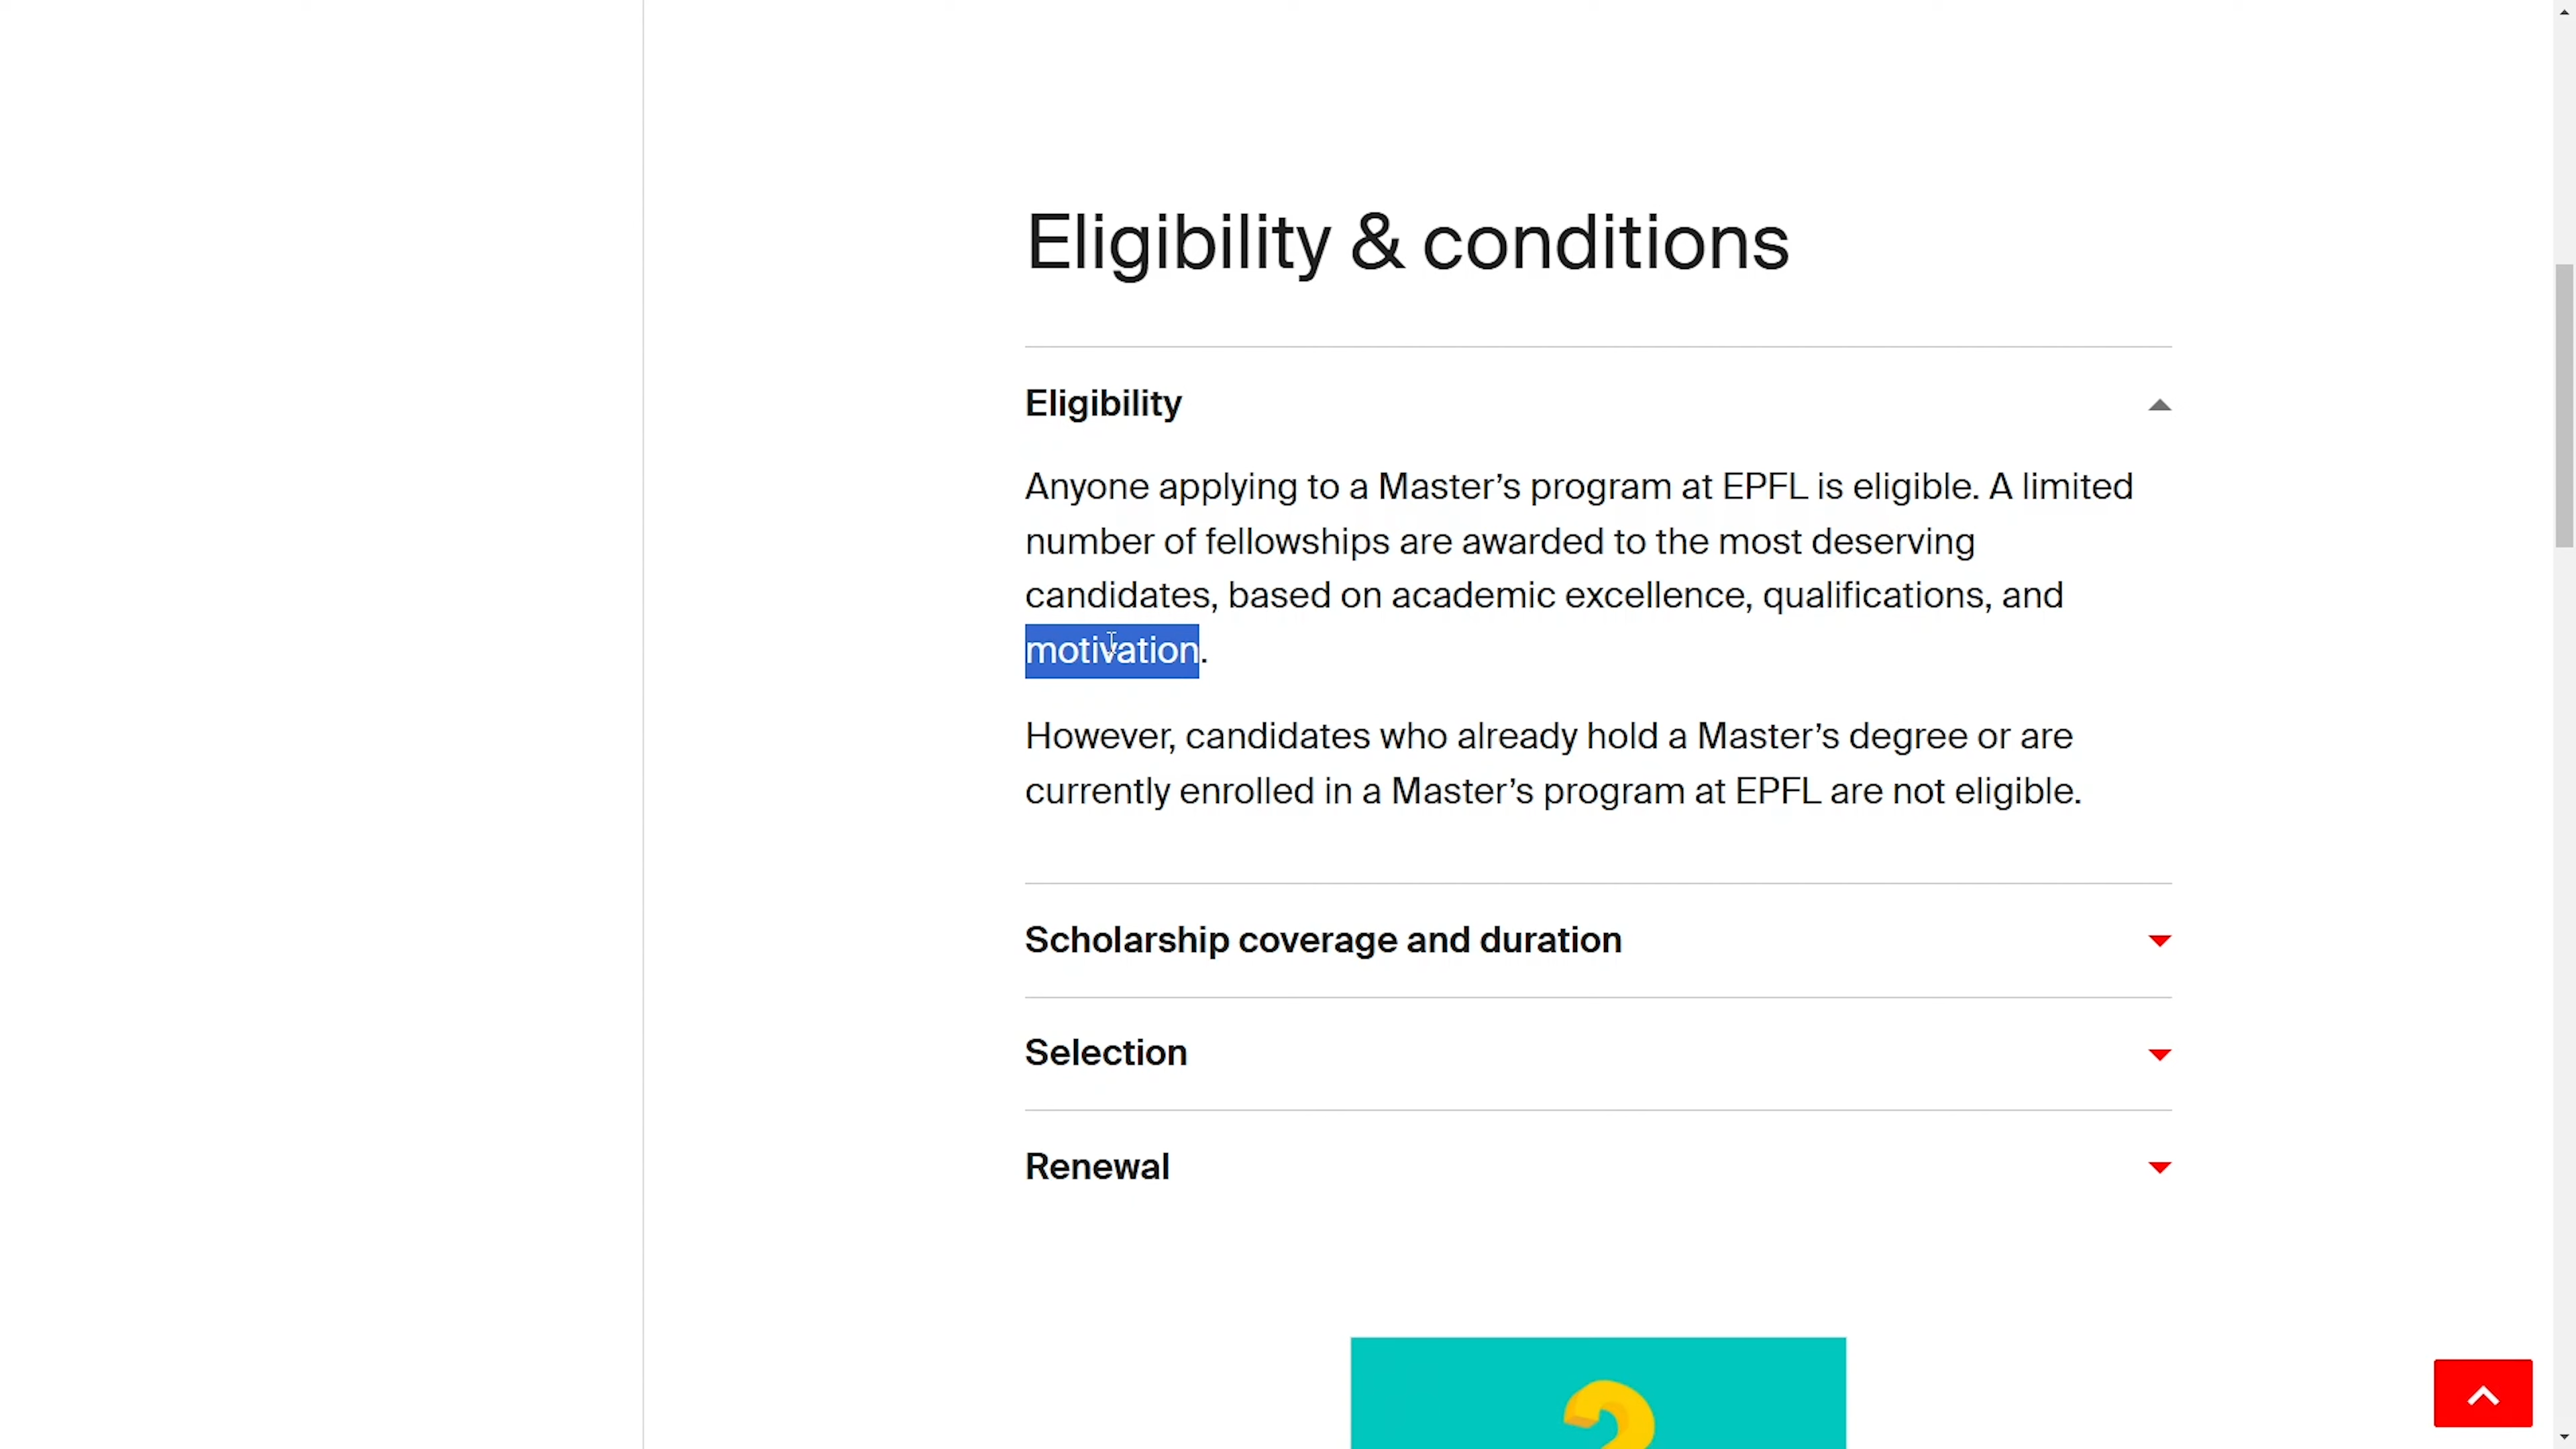 Eligibility & conditions
Eligibility
Anyone applying to a Master’s program at EPFL is eligible. A limited
number of fellowships are awarded to the most deserving
candidates, based on academic excellence, qualifications, and
motivation.
However, candidates who already hold a Master’s degree or are
currently enrolled in a Master’s program at EPFL are not eligible.
Scholarship coverage and duration
Selection
Renewal